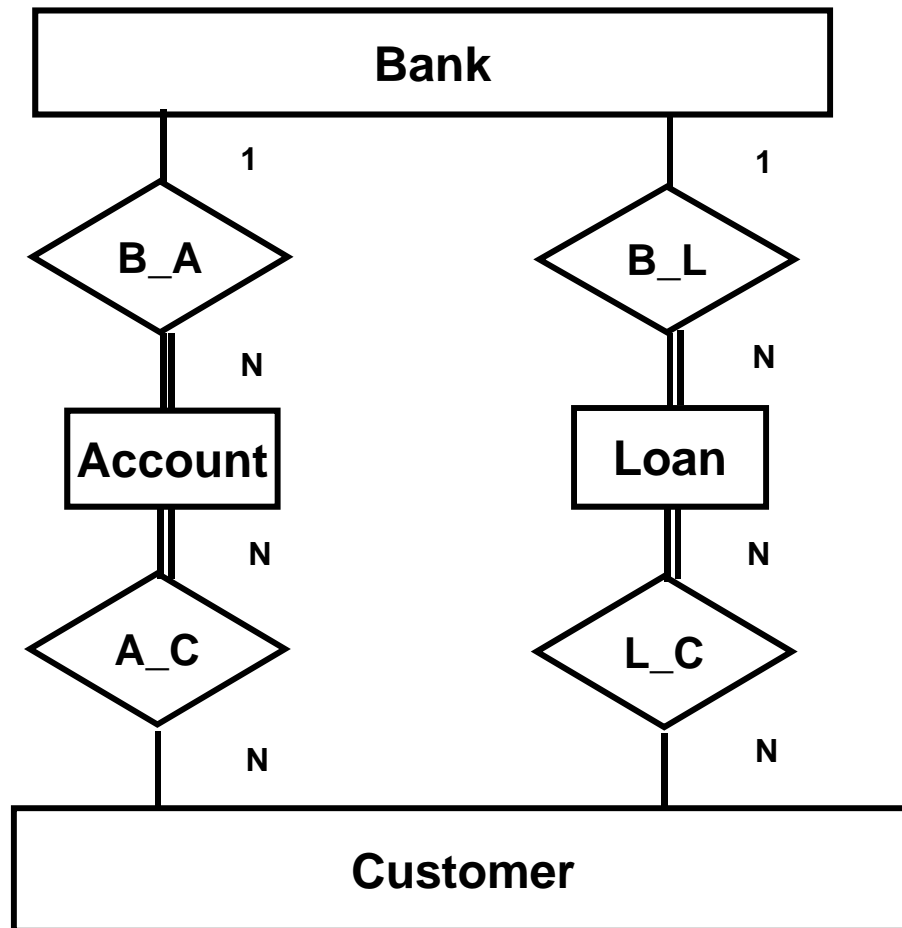 Bank
1
1
B_A
B_L
N
N
Account
Loan
N
N
A_C
L_C
N
N
Customer